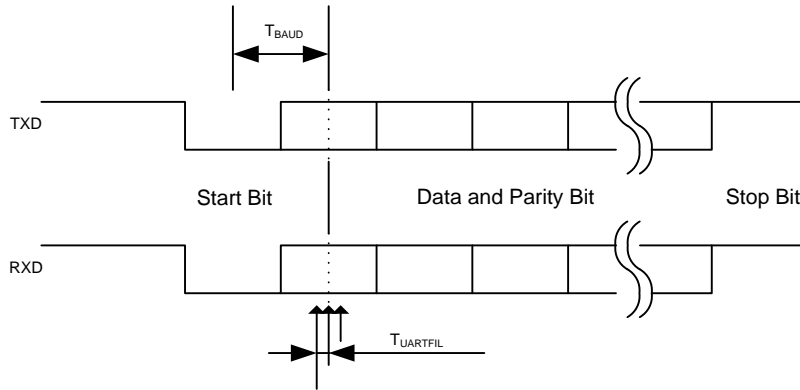 TBAUD
TXD
Start Bit
Data and Parity Bit
Stop Bit
RXD
TUARTFIL